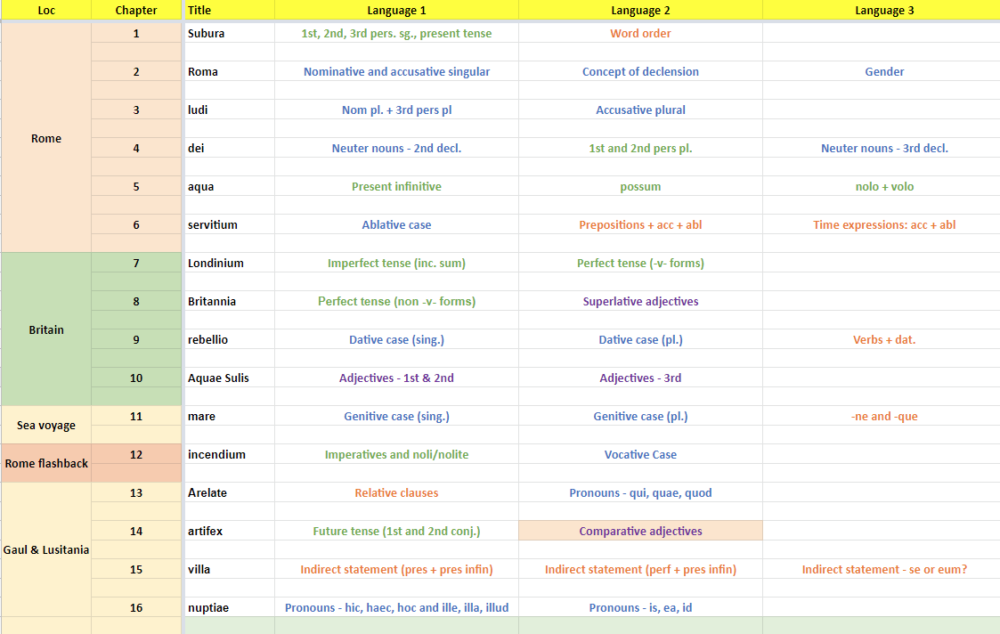 Loc Chapter Title Language 1 Language 2 Language 3
1 Subura 1st, 2nd, 3rd pers. sg., present tense Word order
2 Roma Nominative and accusative singular Concept of declension Gender
3 ludi Nom pl. + 3rd pers pl Accusative plural
Rome
4 dei Neuter nouns - 2nd decl. 1st and 2nd pers pl. Neuter nouns - 3rd decl.
5 aqua Present infinitive possum nolo + volo
6 servitium Ablative case Prepositions + acc + abl Time expressions: acc + abl
7 Londinium Imperfect tense (inc. sum) Perfect tense (-v- forms)
8 Britannia Perfect tense (non -v- forms) Superlative adjectives
Britain
9 rebellio Dative case (sing.) Dative case (pl.) Verbs + dat.
10 Aquae Sulis Adjectives - 1st & 2nd Adjectives - 3rd
11 mare Genitive case (sing.) Genitive case (pl.) -ne and -que
Sea voyage
12 incendium Imperatives and noli/nolite Vocative Case
Rome flashback
13 Arelate Relative clauses Pronouns - qui, quae, quod
14 artifex Future tense (1st and 2nd conj.) Comparative adjectives
Gaul & Lusitania
15 villa Indirect statement (pres + pres infin) Indirect statement (perf + pres infin) Indirect statement - se or eum?
16 nuptiae Pronouns - hic, haec, hoc and ille, illa, illud Pronouns - is, ea, id